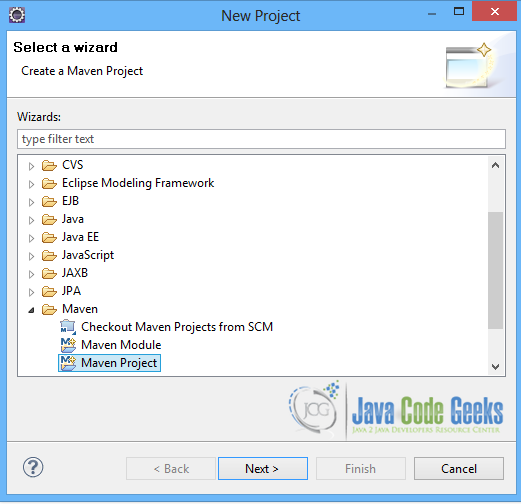 New Project
Select a wizard
Create a Maven Project
Wizards:
type filter text
CVS
Eclipse Modeling Framework
EJB
Java
Java EE
JavaScript
JAXB
JPA
Maven
Checkout Maven Projects from SCM
Maven Module
Maven Project
JCG
Java Code Geeks
JAVA 2 JAVA DEVELOPERS RESOURCE CENTER
?
< Back
Next >
Finish
Cancel